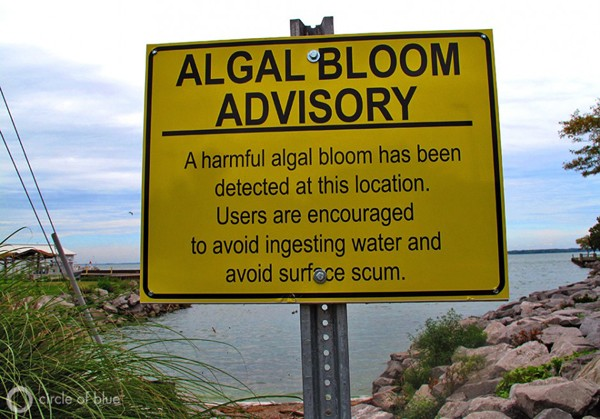 ALGAL BLOOM
ADVISORY
A harmful algal bloom has been
detected at this location.
Users are encouraged
to avoid ingesting water and
avoid surface scum.
circle of blue